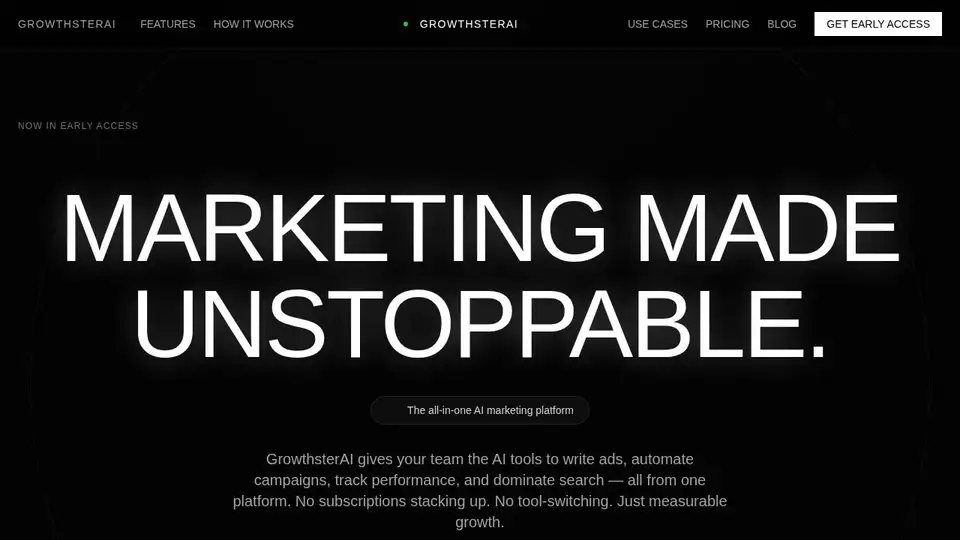 GROWTHSTERAI FEATURES HOW IT WORKS GROWTHSTERAI USE CASES PRICING BLOG GET EARLY ACCESS
NOW IN EARLY ACCESS
MARKETING MADE
UNSTOPPABLE.
The all-in-one AI marketing platform
GrowthsterAI gives your team the AI tools to write ads, automate
campaigns, track performance, and dominate search — all from one
platform. No subscriptions stacking up. No tool-switching. Just measurable
growth.